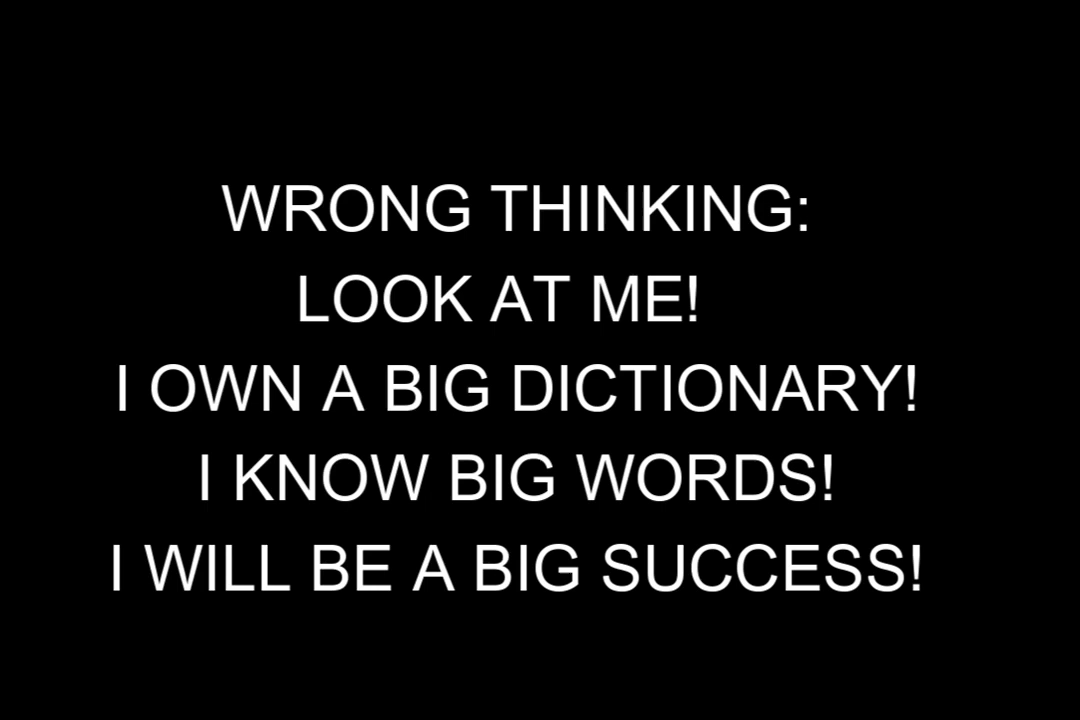 WRONG THINKING:
LOOK AT ME!
I OWN A BIG DICTIONARY!
I KNOW BIG WORDS!
I WILL BE A BIG SUCCESS!